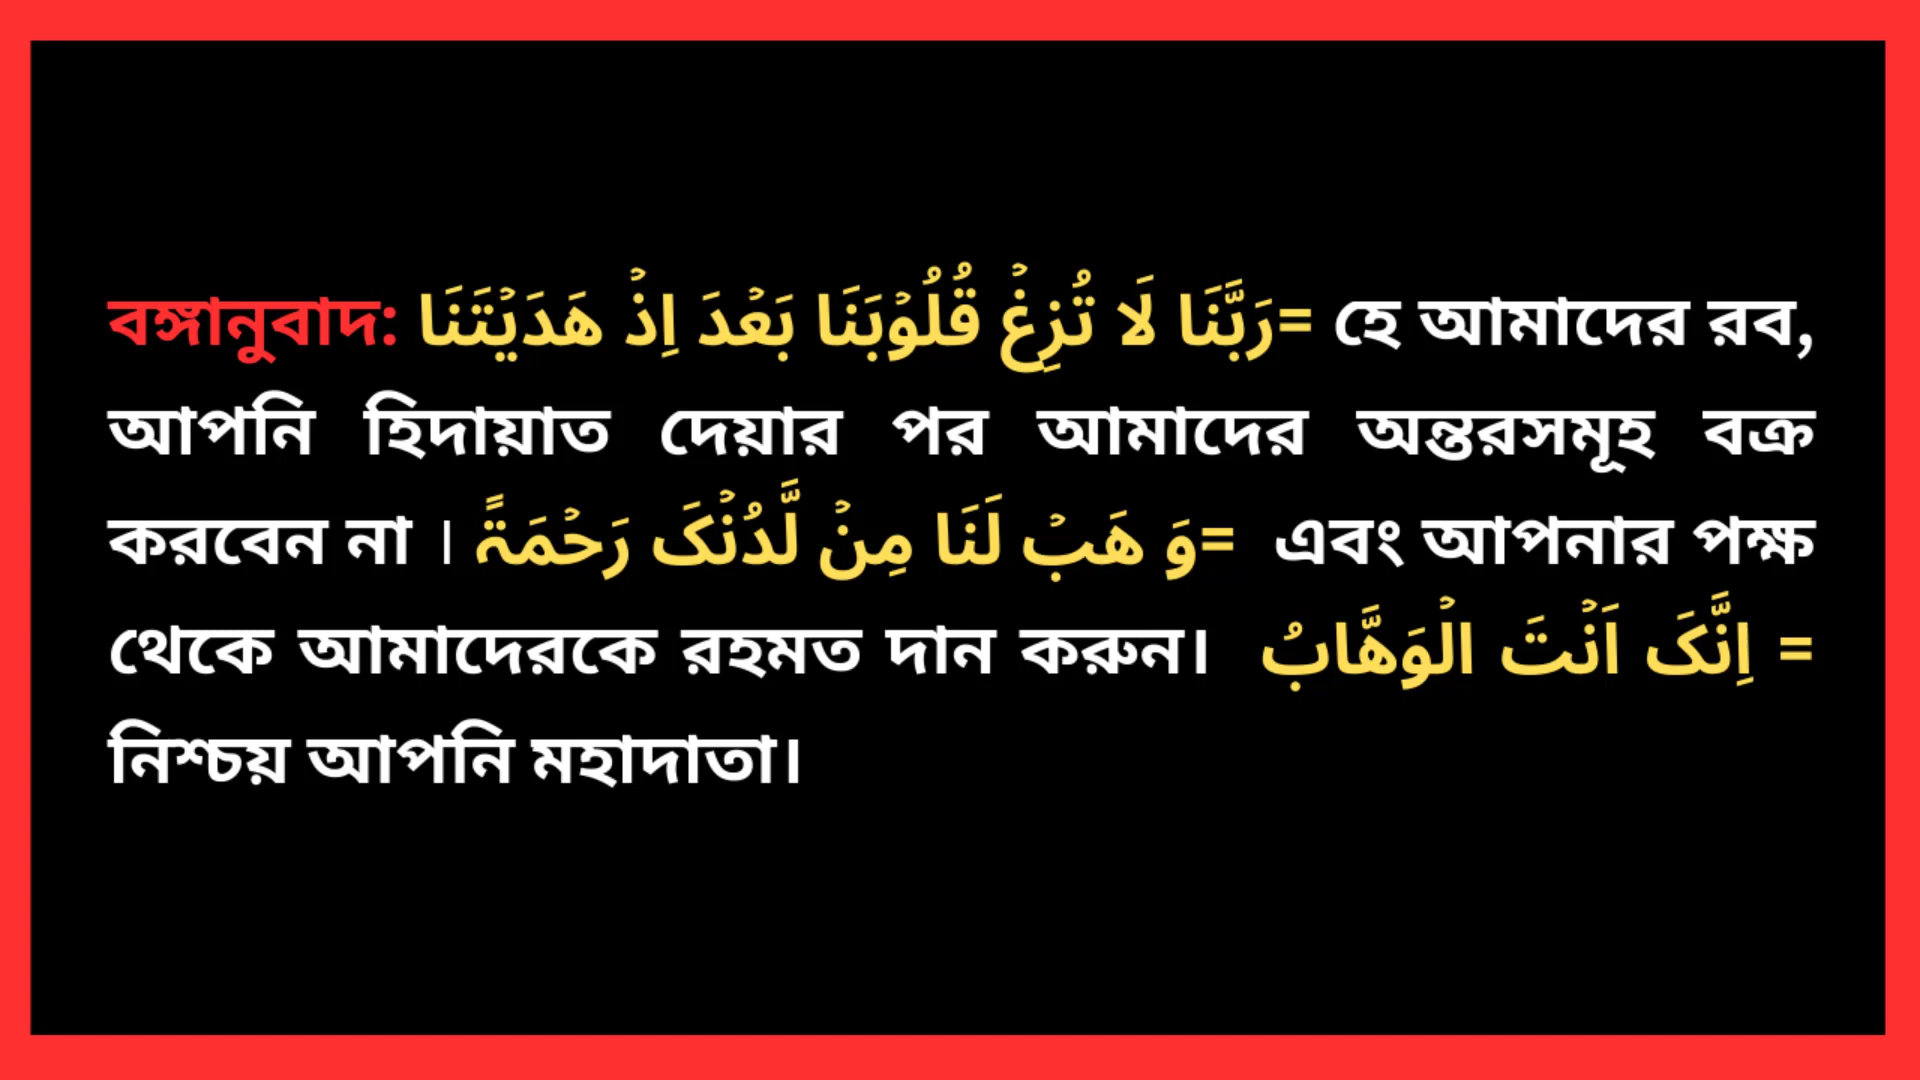 বঙ্গানুবাদ: رَبَّنَا لَا تُزِغۡ قُلُوۡبَنَا بَعۡدَ اِذۡ هَدَیۡتَنَا= হে আমাদের রব,
আপনি হিদায়াত দেয়ার পর আমাদের অন্তরসমূহ বক্র
করবেন না । وَ هَبۡ لَنَا مِنۡ لَّدُنۡکَ رَحۡمَۃً= এবং আপনার পক্ষ
থেকে আমাদেরকে রহমত দান করুন। اِنَّکَ اَنۡتَ الۡوَهَّابُ =
নিশ্চয় আপনি মহাদাতা।